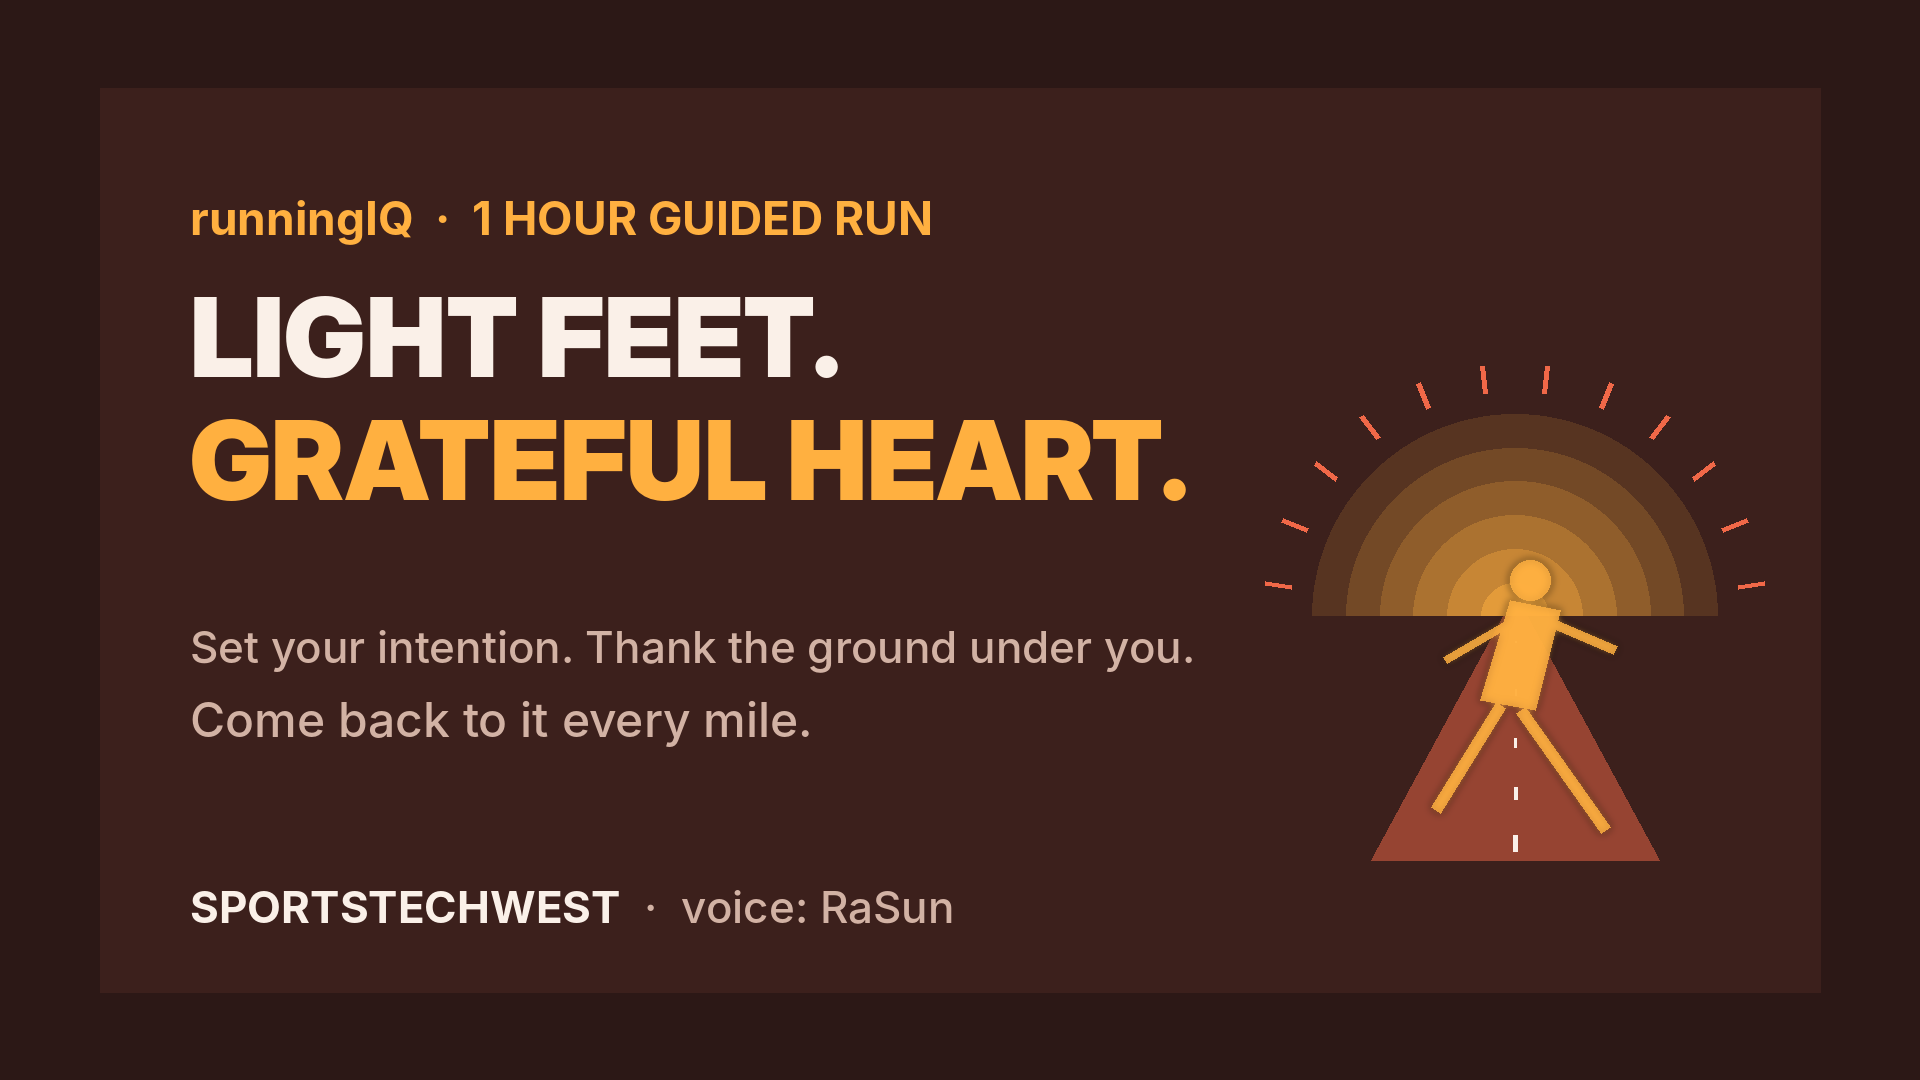 runningIQ · 1 HOUR GUIDED RUN
LIGHT FEET.
GRATEFUL HEART.
Set your intention. Thank the ground under you.
Come back to it every mile.
SPORTSTECHWEST · voice: RaSun